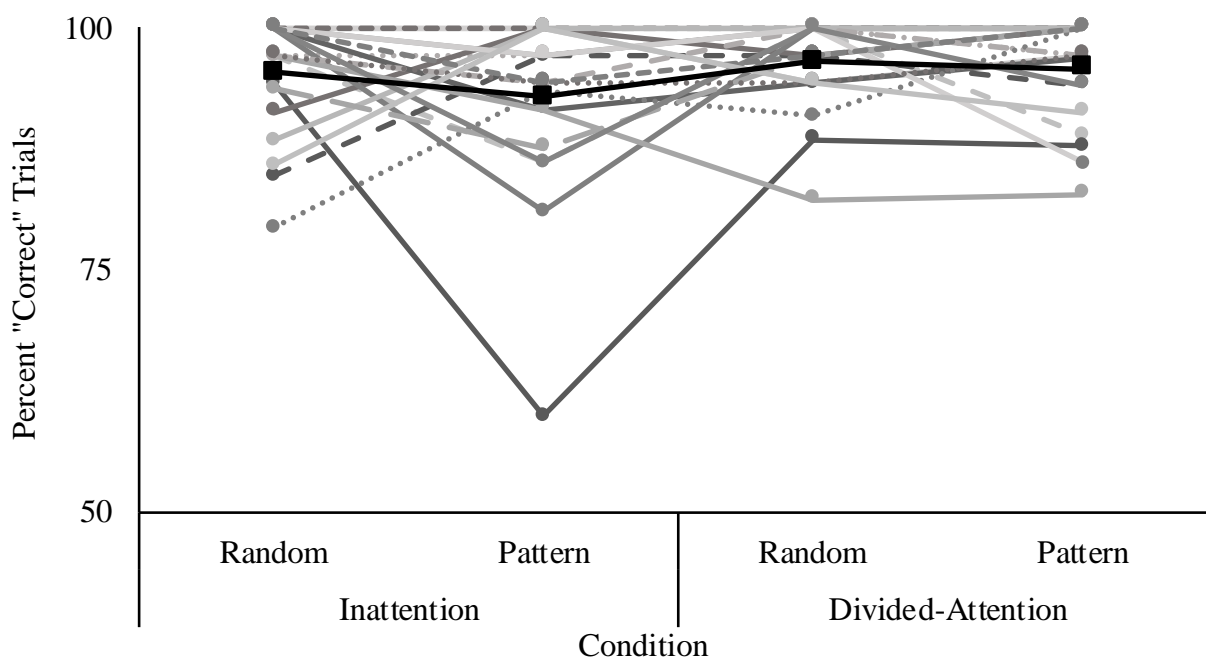 100
75
50
Percent "Correct" Trials
Random Pattern Random Pattern
Inattention Divided-Attention
Condition